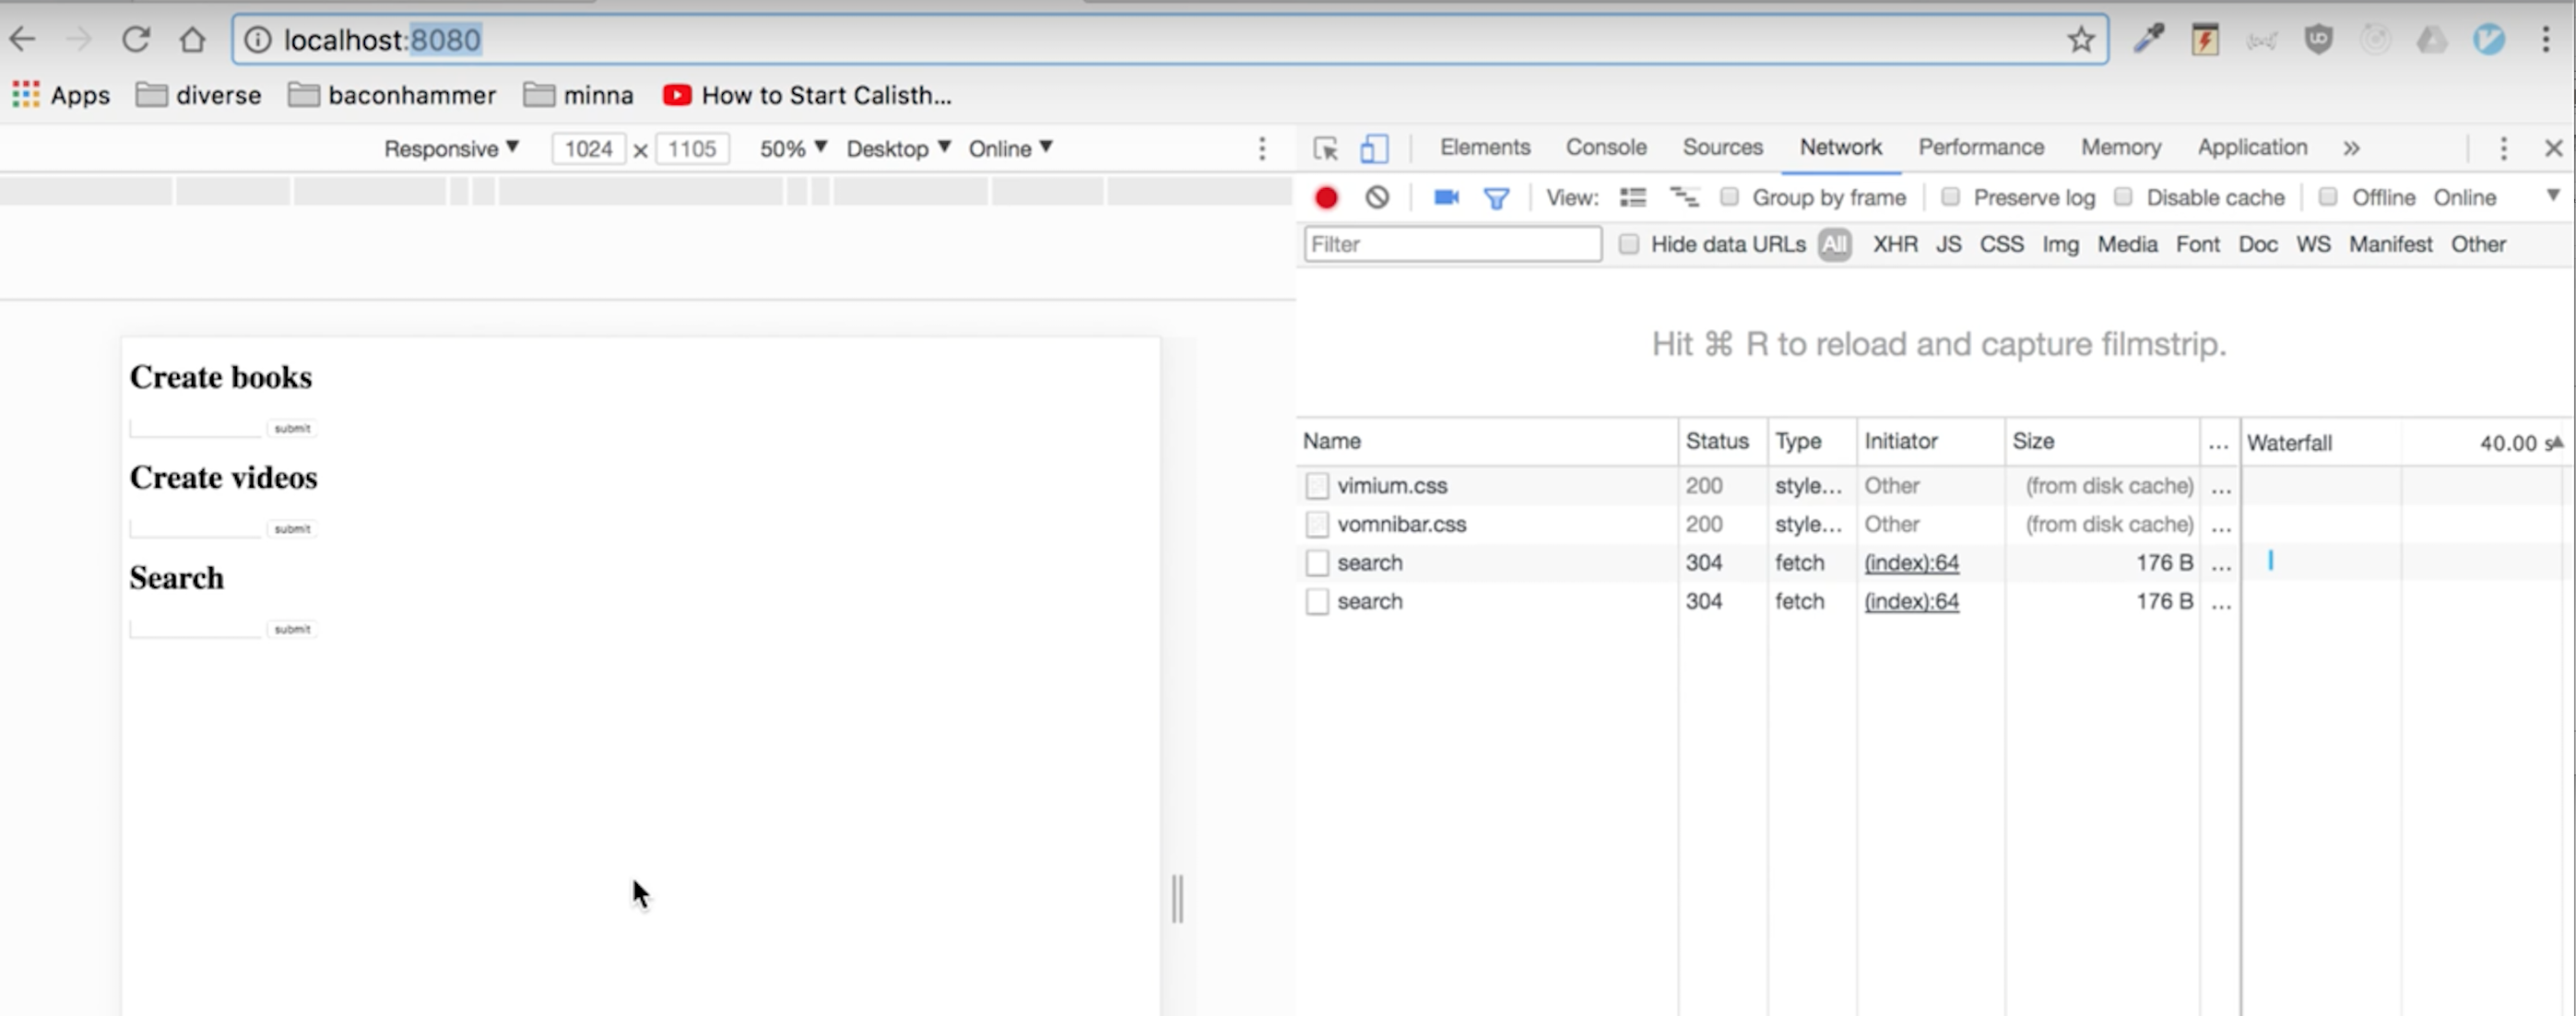 localhost:8080
Apps diverse baconhammer minna How to Start Calisth...
Responsive ▼ 1024 × 1105 50% ▼ Desktop ▼ Online ▼
Elements Console Sources Network Performance Memory Application »
View: Group by frame Preserve log Disable cache Offline Online ▼
Filter Hide data URLs All XHR JS CSS Img Media Font Doc WS Manifest Other
Hit ⌘ R to reload and capture filmstrip.
Create books
submit
Create videos
submit
Search
submit
Name Status Type Initiator Size ... Waterfall 40.00 s
vimium.css 200 style... Other (from disk cache) ...
vomnibar.css 200 style... Other (from disk cache) ...
search 304 fetch (index):64 176 B ...
search 304 fetch (index):64 176 B ...